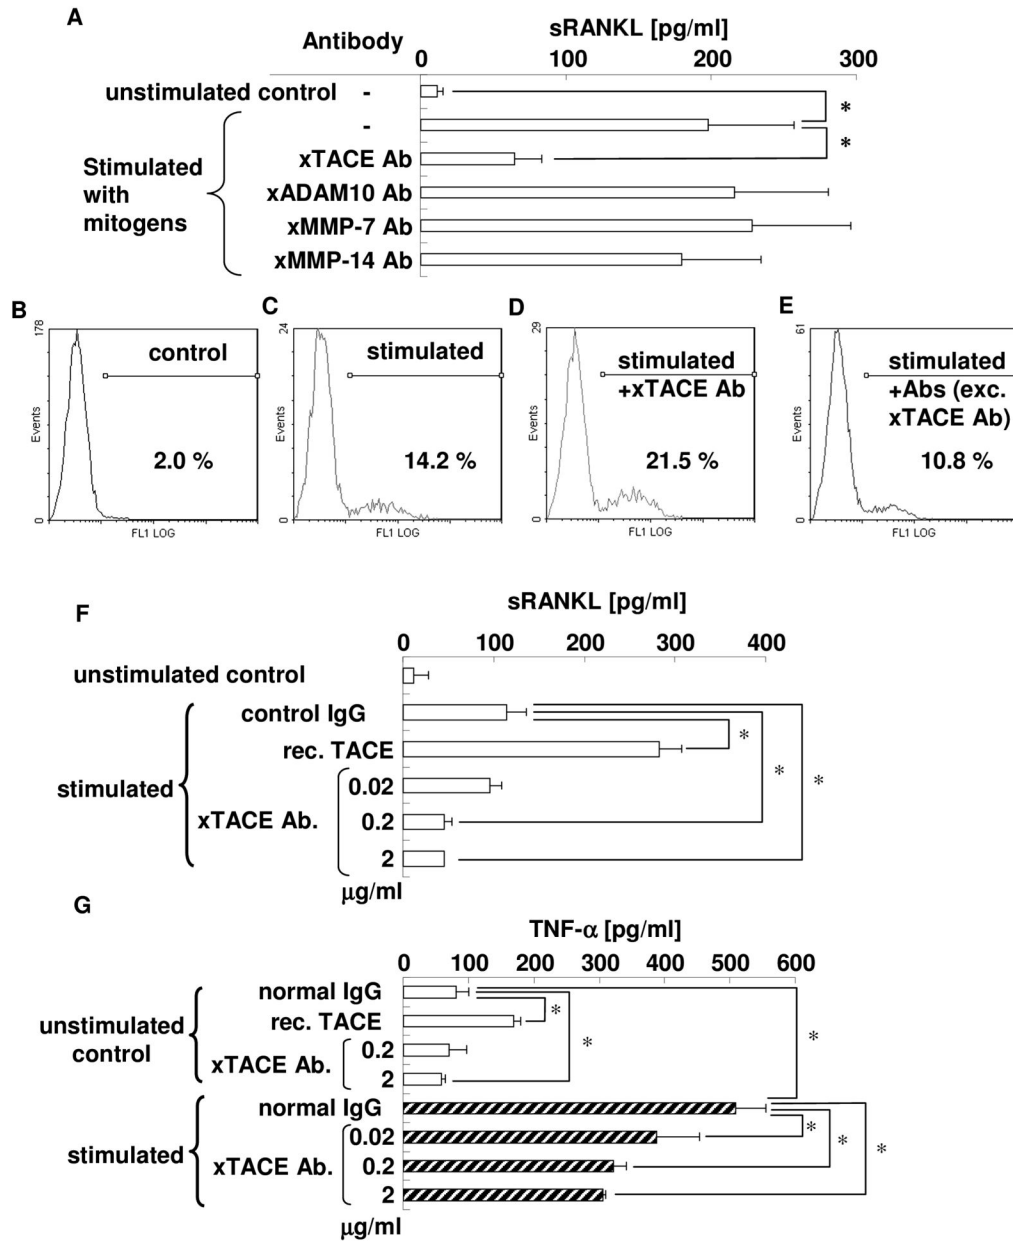 A
sRANKL [pg/ml]
Antibody
0 100 200 300
unstimulated control -
*
-
*
Stimulated
with
mitogens
xTACE Ab
xADAM10 Ab
xMMP-7 Ab
xMMP-14 Ab
B
178
control
2.0 %
Events
0
FL1 LOG
C
24
stimulated
14.2 %
Events
0
FL1 LOG
D
29
stimulated
+xTACE Ab
21.5 %
Events
0
FL1 LOG
E
61
stimulated
+Abs (exc.
xTACE Ab)
10.8 %
Events
0
FL1 LOG
F
sRANKL [pg/ml]
0 100 200 300 400
unstimulated control
control IgG
rec. TACE
*
*
*
stimulated
0.02
xTACE Ab. 0.2
2
µg/ml
G
TNF-α [pg/ml]
0 100 200 300 400 500 600
normal IgG
rec. TACE
*
unstimulated
control
*
*
xTACE Ab.
0.2
2
normal IgG
0.02
*
*
*
stimulated
xTACE Ab.
0.2
2
µg/ml